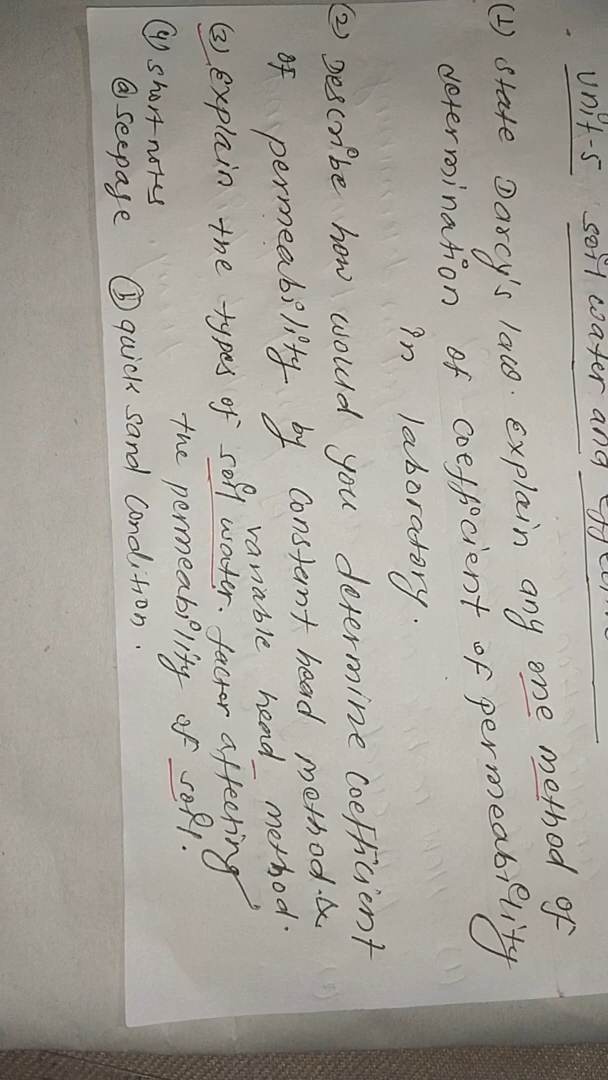 Unit-5 soil water and
(1) state Darcy's law. explain any one method of
determination of coefficient of permeability
in laboratory.
(2) Describe how would you determine coefficient
of permeability by constent head method. &
variable head method.
(3) explain the types of soil water. factor affecting
the permeability of soil.
(4) short notes
(a) seepage (b) quick sand condition.